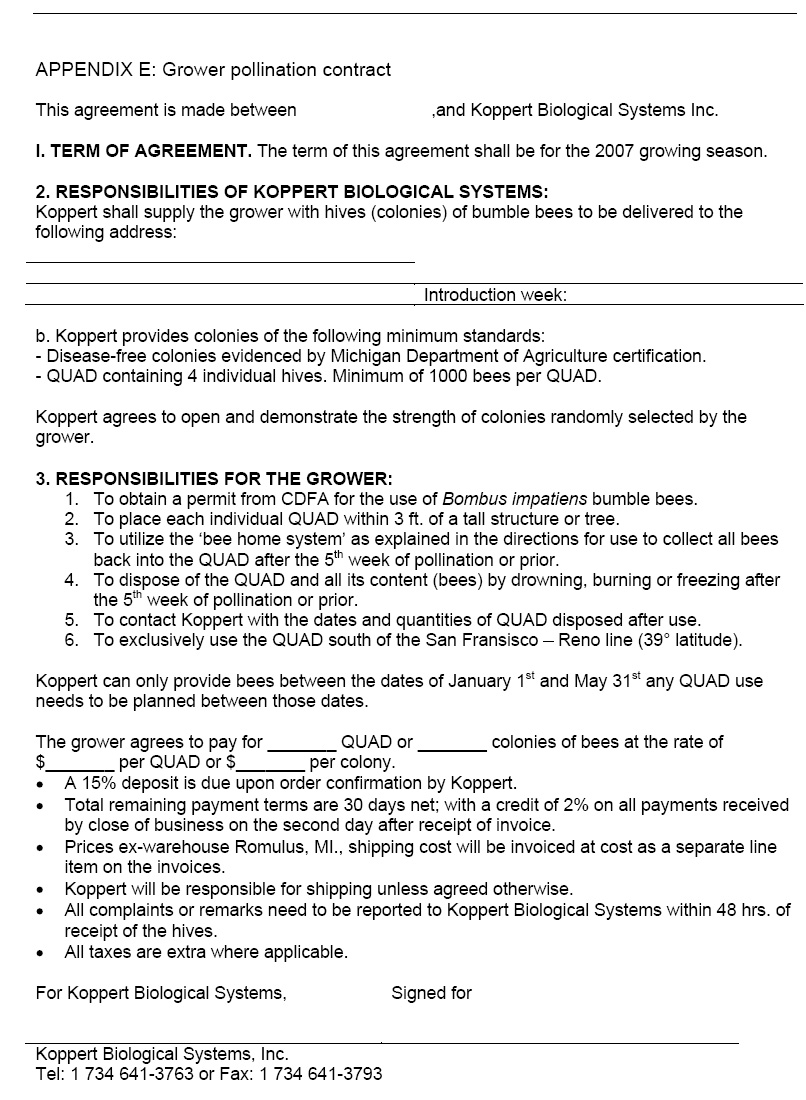 APPENDIX E: Grower pollination contract
This agreement is made between ,and Koppert Biological Systems Inc.
I. TERM OF AGREEMENT. The term of this agreement shall be for the 2007 growing season.
2. RESPONSIBILITIES OF KOPPERT BIOLOGICAL SYSTEMS:
Koppert shall supply the grower with hives (colonies) of bumble bees to be delivered to the
following address:
Introduction week:
b. Koppert provides colonies of the following minimum standards:
- Disease-free colonies evidenced by Michigan Department of Agriculture certification.
- QUAD containing 4 individual hives. Minimum of 1000 bees per QUAD.
Koppert agrees to open and demonstrate the strength of colonies randomly selected by the
grower.
3. RESPONSIBILITIES FOR THE GROWER:
1. To obtain a permit from CDFA for the use of Bombus impatiens bumble bees.
2. To place each individual QUAD within 3 ft. of a tall structure or tree.
3. To utilize the ‘bee home system’ as explained in the directions for use to collect all bees
back into the QUAD after the 5th week of pollination or prior.
4. To dispose of the QUAD and all its content (bees) by drowning, burning or freezing after
the 5th week of pollination or prior.
5. To contact Koppert with the dates and quantities of QUAD disposed after use.
6. To exclusively use the QUAD south of the San Fransisco – Reno line (39° latitude).
Koppert can only provide bees between the dates of January 1st and May 31st any QUAD use
needs to be planned between those dates.
The grower agrees to pay for _______ QUAD or _______ colonies of bees at the rate of
$_______ per QUAD or $_______ per colony.
• A 15% deposit is due upon order confirmation by Koppert.
• Total remaining payment terms are 30 days net; with a credit of 2% on all payments received
by close of business on the second day after receipt of invoice.
• Prices ex-warehouse Romulus, MI., shipping cost will be invoiced at cost as a separate line
item on the invoices.
• Koppert will be responsible for shipping unless agreed otherwise.
• All complaints or remarks need to be reported to Koppert Biological Systems within 48 hrs. of
receipt of the hives.
• All taxes are extra where applicable.
For Koppert Biological Systems, Signed for
Koppert Biological Systems, Inc.
Tel: 1 734 641-3763 or Fax: 1 734 641-3793